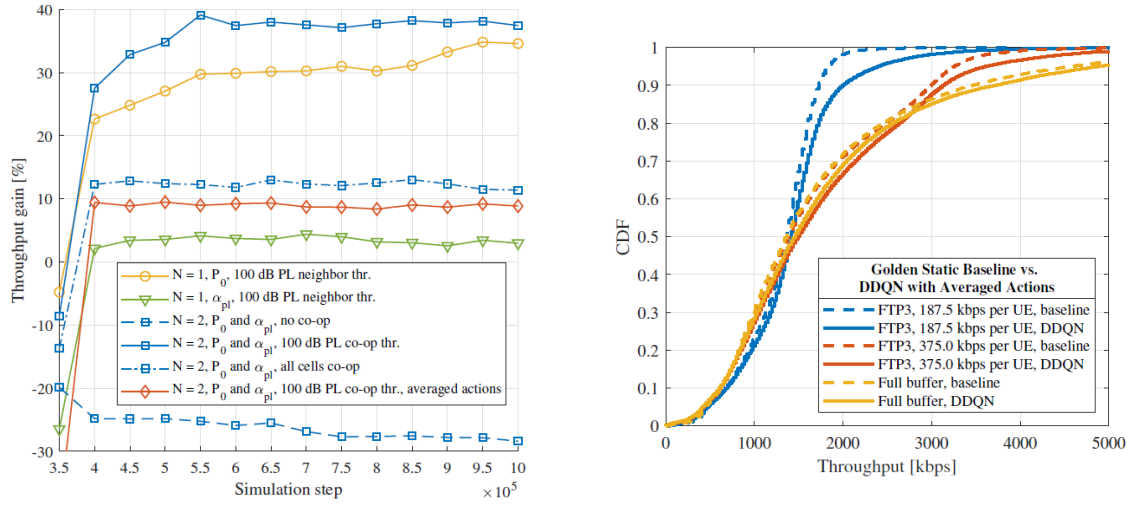 40
30
20
10
0
-10
-20
-30
Throughput gain [%]
N = 1, P0, 100 dB PL neighbor thr.
N = 1, αpl, 100 dB PL neighbor thr.
N = 2, P0 and αpl, no co-op
N = 2, P0 and αpl, 100 dB PL co-op thr.
N = 2, P0 and αpl, all cells co-op
N = 2, P0 and αpl, 100 dB PL co-op thr., averaged actions
3.5 4 4.5 5 5.5 6 6.5 7 7.5 8 8.5 9 9.5 10
Simulation step
× 10^5
1
0.9
0.8
0.7
0.6
0.5
0.4
0.3
0.2
0.1
0
CDF
Golden Static Baseline vs.
DDQN with Averaged Actions
FTP3, 187.5 kbps per UE, baseline
FTP3, 187.5 kbps per UE, DDQN
FTP3, 375.0 kbps per UE, baseline
FTP3, 375.0 kbps per UE, DDQN
Full buffer, baseline
Full buffer, DDQN
0 1000 2000 3000 4000 5000
Throughput [kbps]